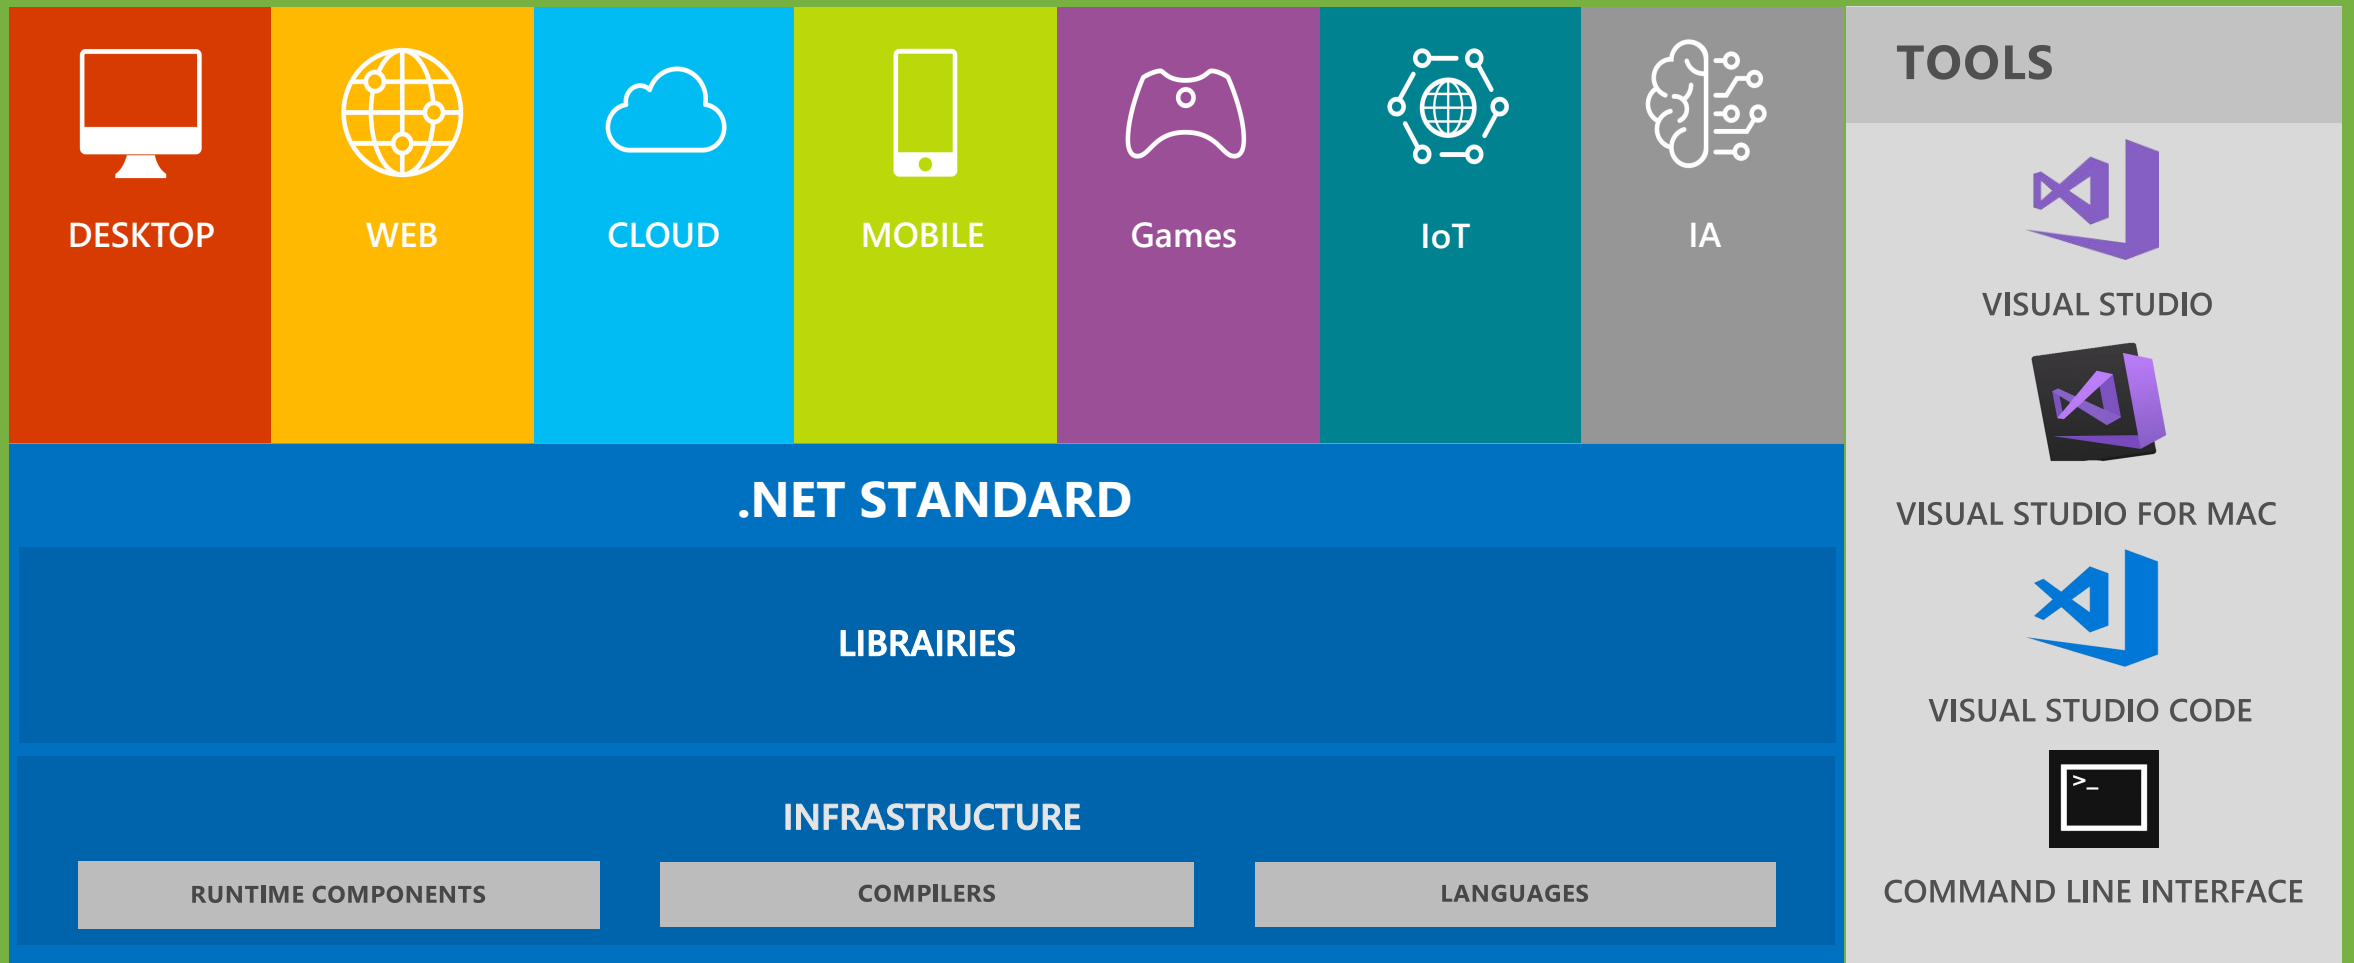 DESKTOP
WEB
CLOUD
MOBILE
Games
IoT
IA
.NET STANDARD
LIBRAIRIES
INFRASTRUCTURE
RUNTIME COMPONENTS
COMPILERS
LANGUAGES
TOOLS
VISUAL STUDIO
VISUAL STUDIO FOR MAC
VISUAL STUDIO CODE
>_
COMMAND LINE INTERFACE